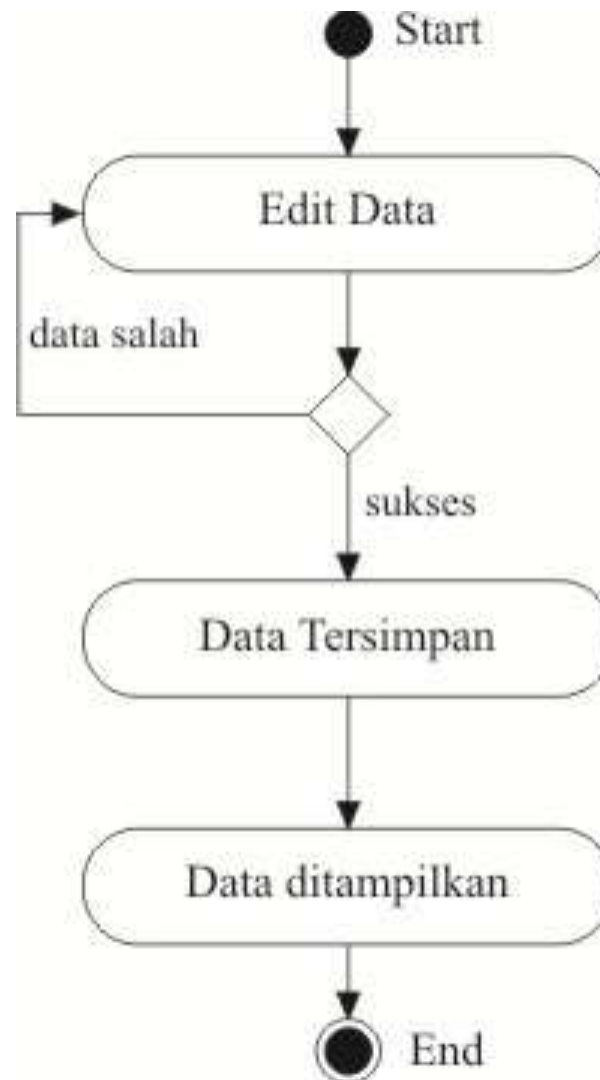 Start
Edit Data
data salah
sukses
Data Tersimpan
Data ditampilkan
End